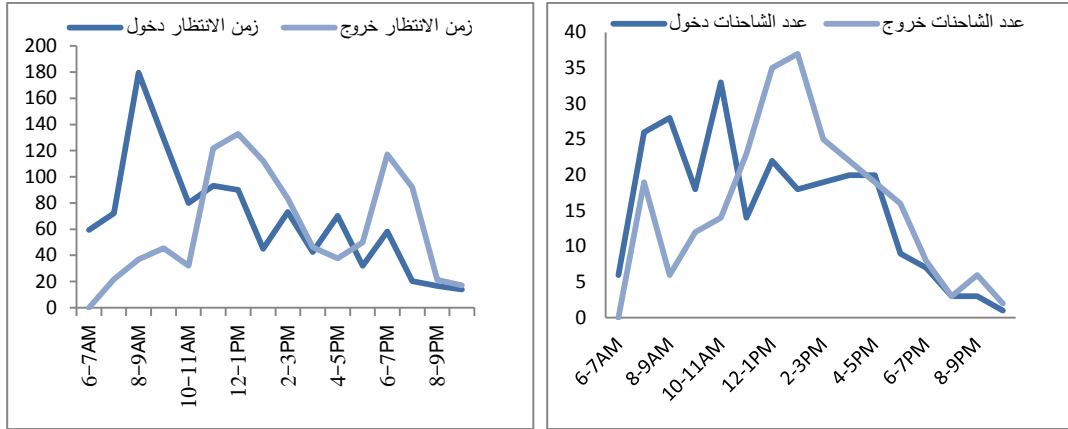 زمن الانتظار دخول
زمن الانتظار خروج
200
180
160
140
120
100
80
60
40
20
0
6-7AM
8-9AM
10-11AM
12-1PM
2-3PM
4-5PM
6-7PM
8-9PM
عدد الشاحنات دخول
عدد الشاحنات خروج
40
35
30
25
20
15
10
5
0
6-7AM
8-9AM
10-11AM
12-1PM
2-3PM
4-5PM
6-7PM
8-9PM